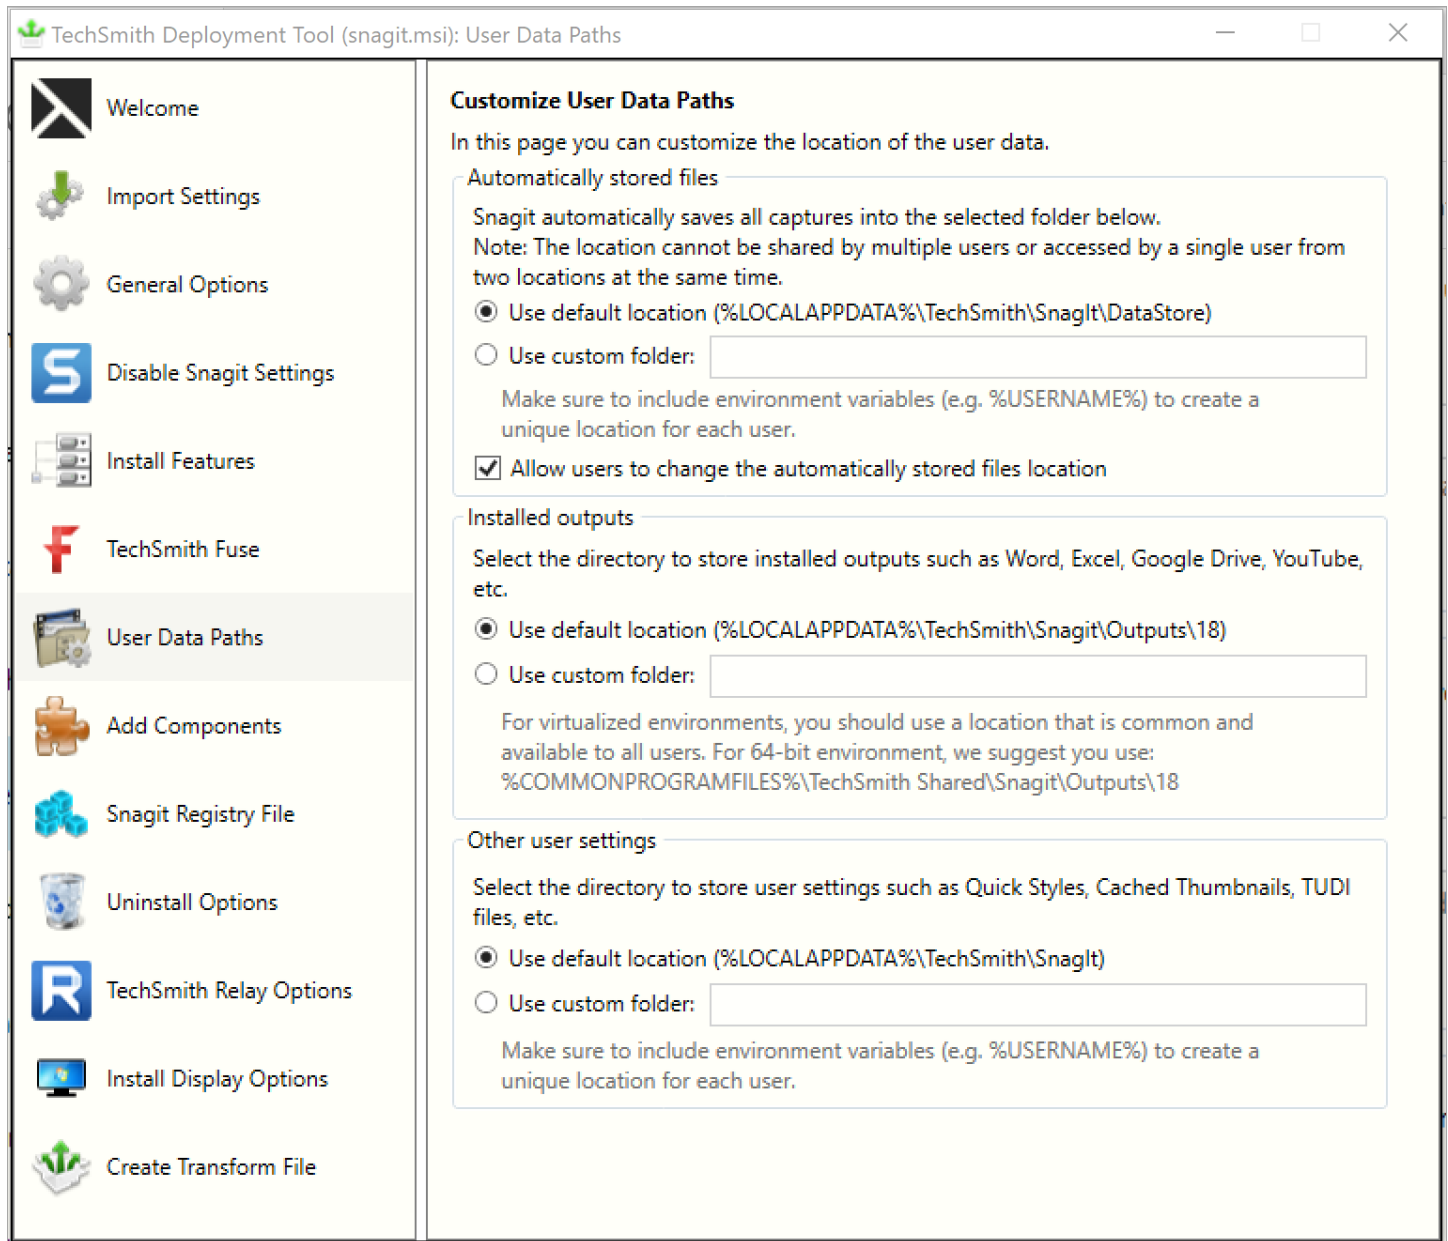 TechSmith Deployment Tool (snagit.msi): User Data Paths
Welcome
Import Settings
General Options
Disable Snagit Settings
Install Features
TechSmith Fuse
User Data Paths
Add Components
Snagit Registry File
Uninstall Options
TechSmith Relay Options
Install Display Options
Create Transform File
Customize User Data Paths
In this page you can customize the location of the user data.
Automatically stored files
Snagit automatically saves all captures into the selected folder below.
Note: The location cannot be shared by multiple users or accessed by a single user from
two locations at the same time.
Use default location (%LOCALAPPDATA%\TechSmith\SnagIt\DataStore)
Use custom folder:
Make sure to include environment variables (e.g. %USERNAME%) to create a
unique location for each user.
Allow users to change the automatically stored files location
Installed outputs
Select the directory to store installed outputs such as Word, Excel, Google Drive, YouTube,
etc.
Use default location (%LOCALAPPDATA%\TechSmith\Snagit\Outputs\18)
Use custom folder:
For virtualized environments, you should use a location that is common and
available to all users. For 64-bit environment, we suggest you use:
%COMMONPROGRAMFILES%\TechSmith Shared\Snagit\Outputs\18
Other user settings
Select the directory to store user settings such as Quick Styles, Cached Thumbnails, TUDI
files, etc.
Use default location (%LOCALAPPDATA%\TechSmith\SnagIt)
Use custom folder:
Make sure to include environment variables (e.g. %USERNAME%) to create a
unique location for each user.